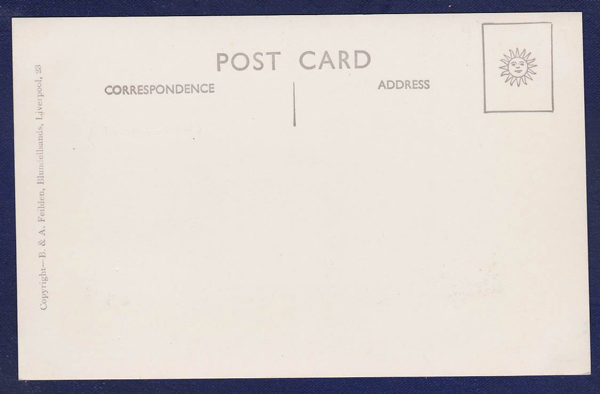 POST CARD
CORRESPONDENCE
ADDRESS
Copyright—B. & A. Feilden, Blundellsands, Liverpool, 23